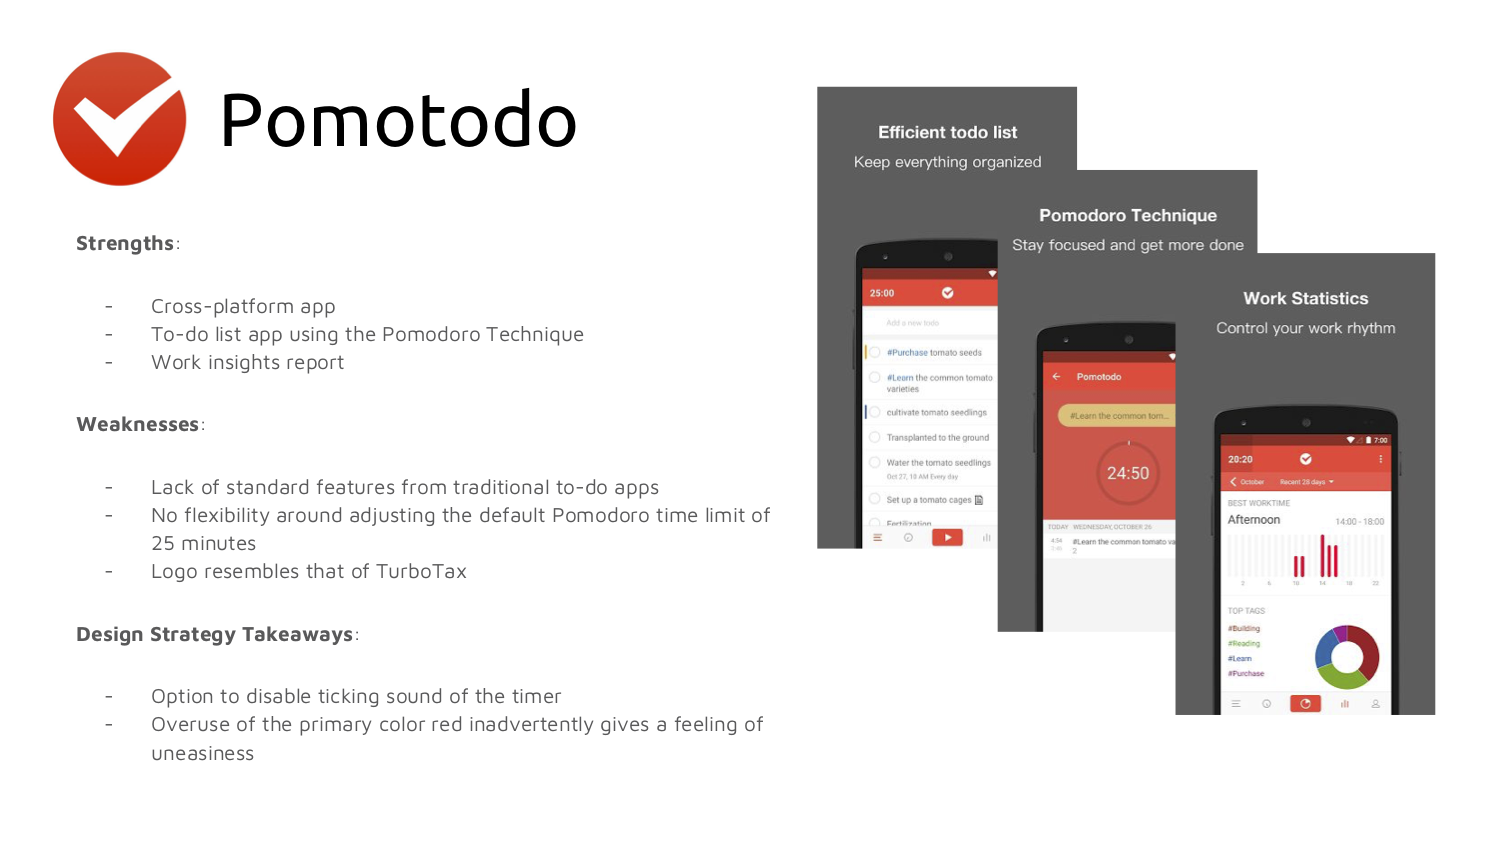 Pomotodo
Strengths:
- Cross-platform app
- To-do list app using the Pomodoro Technique
- Work insights report
Weaknesses:
- Lack of standard features from traditional to-do apps
- No flexibility around adjusting the default Pomodoro time limit of
25 minutes
- Logo resembles that of TurboTax
Design Strategy Takeaways:
- Option to disable ticking sound of the timer
- Overuse of the primary color red inadvertently gives a feeling of
uneasiness
Efficient todo list
Keep everything organized
25:00
Add a new todo
#Purchase tomato seeds
#Learn the common tomato
varieties
cultivate tomato seedlings
Transplanted to the ground
Water the tomato seedlings
Oct 27, 10 AM Every day
Set up a tomato cages
Fertilization
Pomodoro Technique
Stay focused and get more done
Pomotodo
#Learn the common tom...
24:50
TODAY WEDNESDAY, OCTOBER 26
4:54
#Learn the common tomato va
2
Work Statistics
Control your work rhythm
7:00
20:20
October Recent 28 days
BEST WORKTIME
Afternoon 14:00 - 18:00
2 6 10 14 18 22
TOP TAGS
#Building
#Reading
#Learn
#Purchase